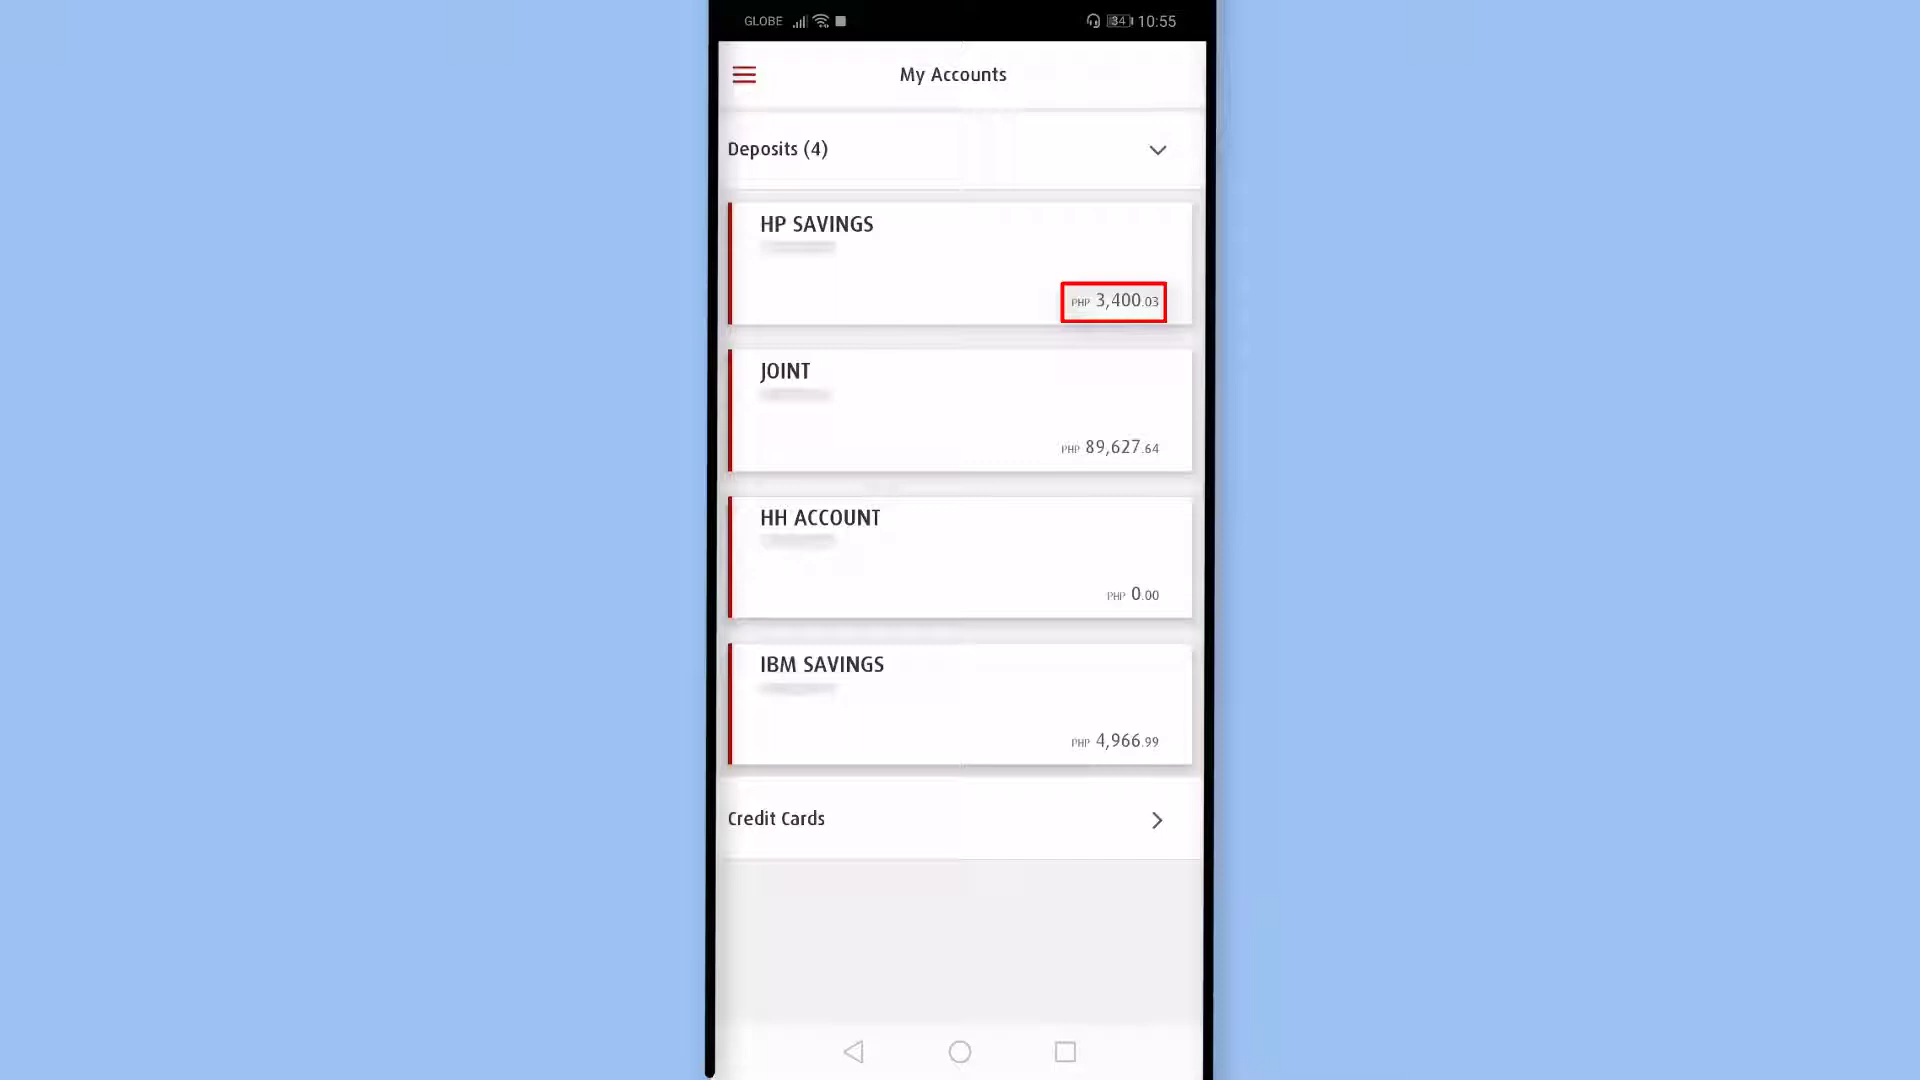 GLOBE 34 10:55
My Accounts
Deposits (4)
HP SAVINGS
PHP 3,400.03
JOINT
PHP 89,627.64
HH ACCOUNT
PHP 0.00
IBM SAVINGS
PHP 4,966.99
Credit Cards